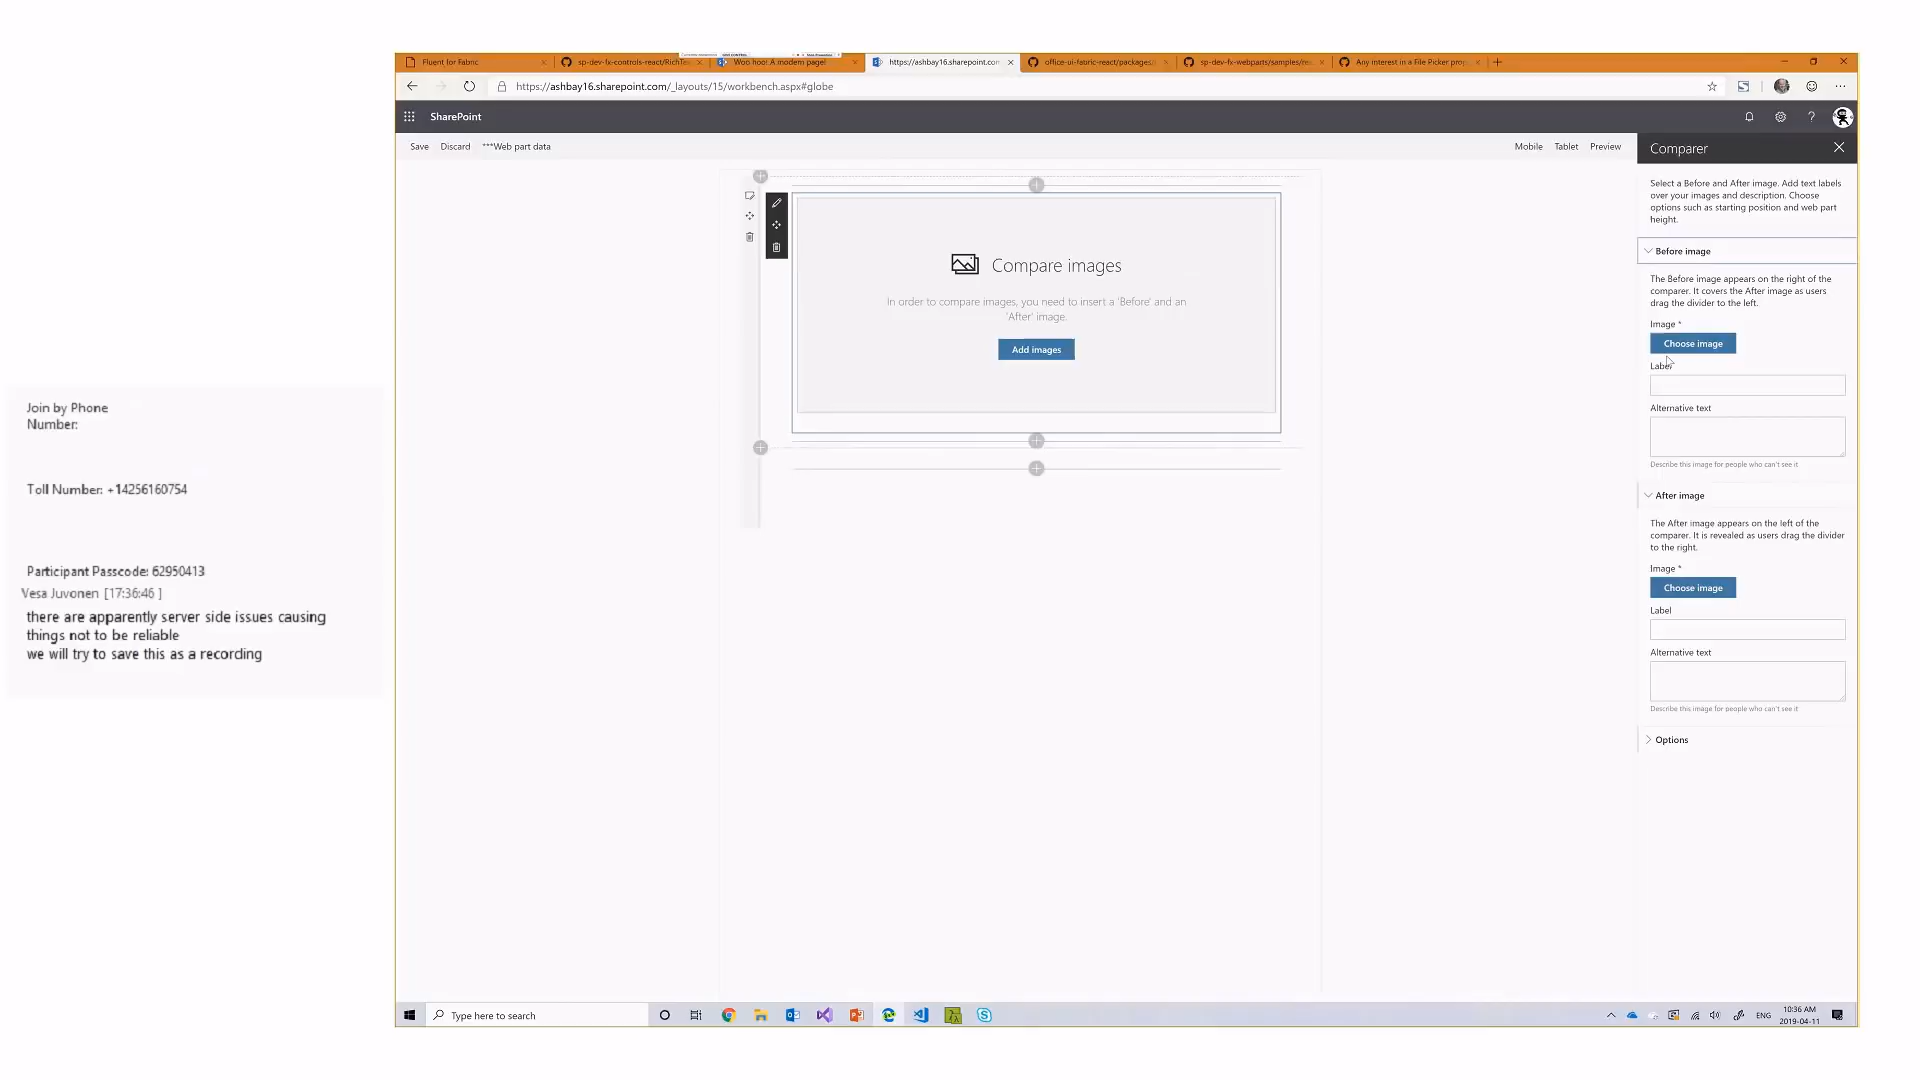 Fluent for Fabric
sp-dev-fx-controls-react/RichTe
Woo hoo! A modern page!
https://ashbay16.sharepoint.com
office-ui-fabric-react/packages
sp-dev-fx-webparts/samples/re
Any interest in a File Picker prop
https://ashbay16.sharepoint.com/_layouts/15/workbench.aspx#globe
SharePoint
?
Save
Discard
***Web part data
Mobile
Tablet
Preview
Comparer
Select a Before and After image. Add text labels
over your images and description. Choose
options such as starting position and web part
height.
Before image
The Before image appears on the right of the
comparer. It covers the After image as users
drag the divider to the left.
Image *
Choose image
Label
Alternative text
Describe this image for people who can't see it
After image
The After image appears on the left of the
comparer. It is revealed as users drag the divider
to the right.
Image *
Choose image
Label
Alternative text
Describe this image for people who can't see it
Options
Compare images
In order to compare images, you need to insert a 'Before' and an
'After' image.
Add images
Join by Phone
Number:
Toll Number: +14256160754
Participant Passcode: 62950413
Vesa Juvonen [17:36:46 ]
there are apparently server side issues causing
things not to be reliable
we will try to save this as a recording
Type here to search
ENG
10:36 AM
2019-04-11